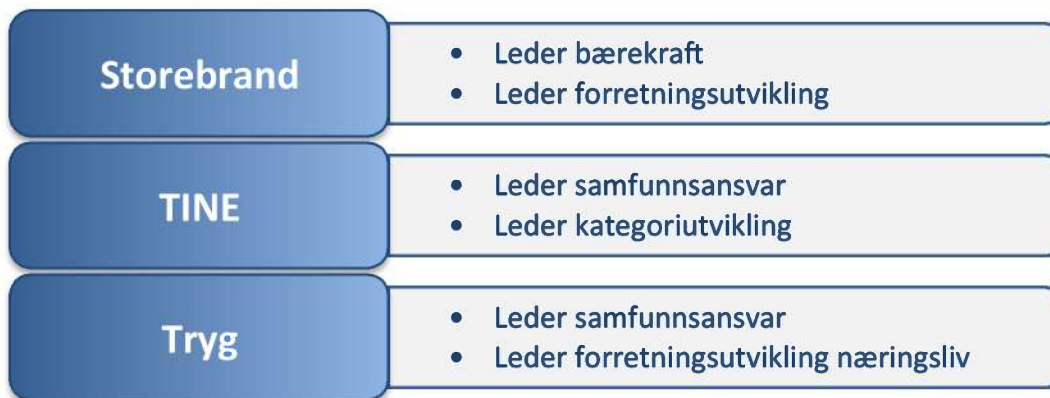 Storebrand
• Leder bærekraft
• Leder forretningsutvikling
TINE
• Leder samfunnsansvar
• Leder kategoriutvikling
Tryg
• Leder samfunnsansvar
• Leder forretningsutvikling næringsliv